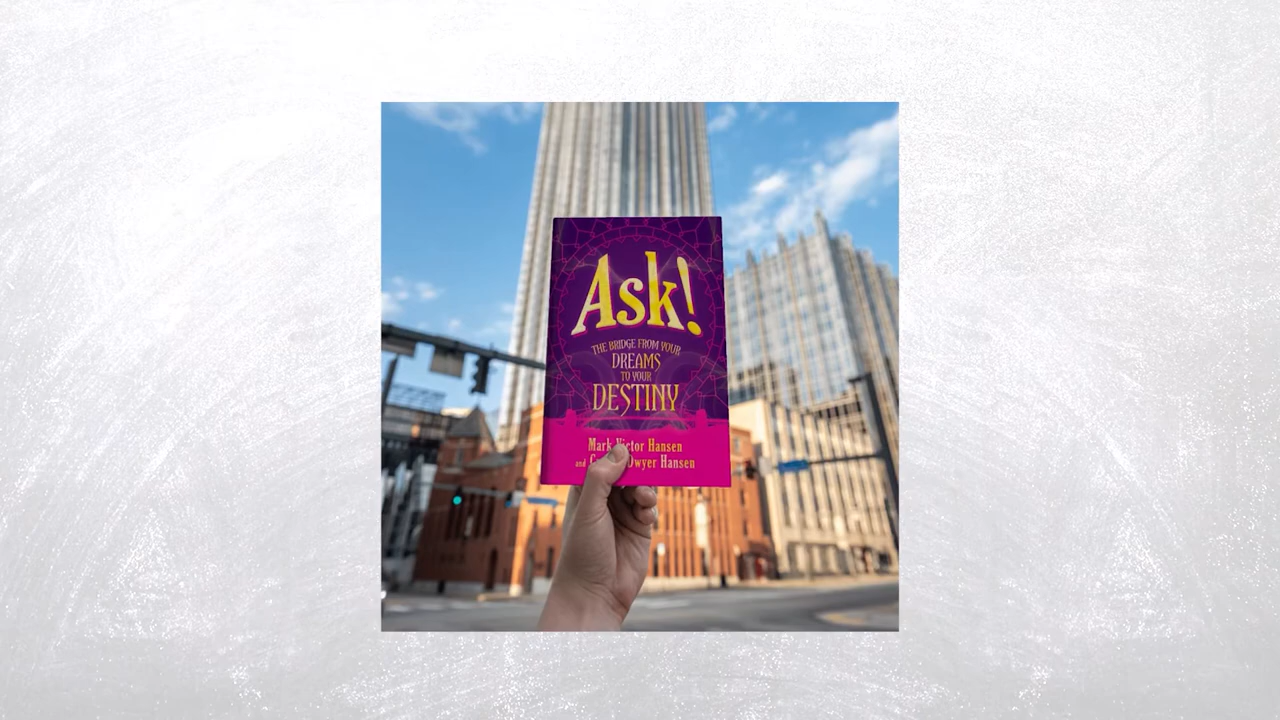 Ask!
THE BRIDGE FROM YOUR
DREAMS
TO YOUR
DESTINY
Mark Victor Hansen
and Dwyer Hansen